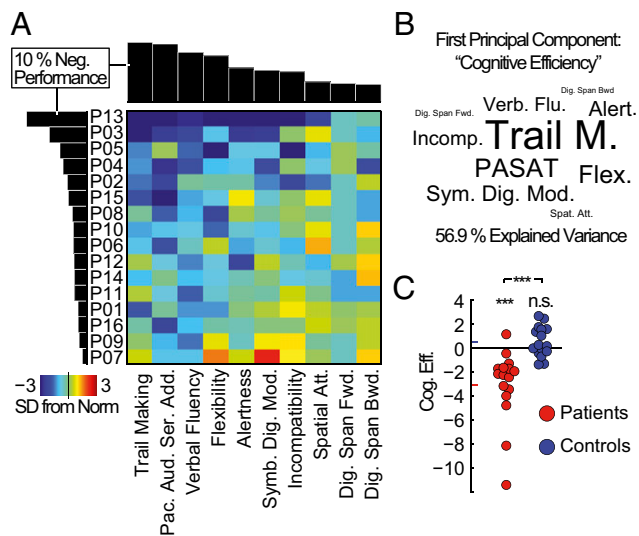 A
10 % Neg.
Performance
P13
P03
P05
P04
P02
P15
P08
P10
P06
P12
P14
P11
P01
P16
P09
P07
−3 3
SD from Norm
Trail Making
Pac. Aud. Ser. Add.
Verbal Fluency
Flexibility
Alertness
Symb. Dig. Mod.
Incompatibility
Spatial Att.
Dig. Span Fwd.
Dig. Span Bwd.
B
First Principal Component:
“Cognitive Efficiency”
Dig. Span Bwd
Dig. Span Fwd. Verb. Flu. Alert.
Incomp. Trail M.
PASAT Flex.
Sym. Dig. Mod.
Spat. Att.
56.9 % Explained Variance
C
***
*** n.s.
4
2
0
−2
−4
−6
−8
−10
Cog. Eff.
Patients
Controls